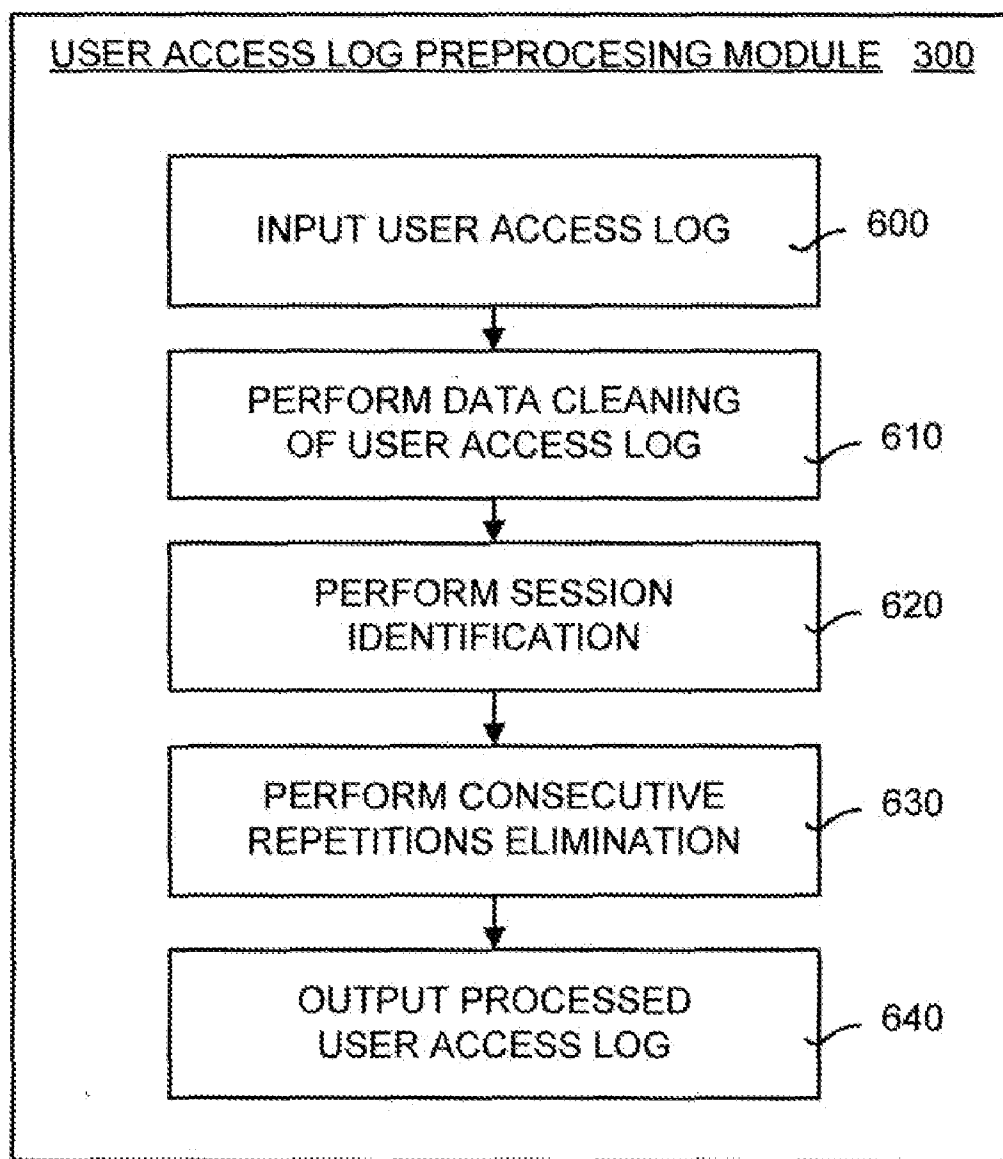 USER ACCESS LOG PREPROCESING MODULE 300
INPUT USER ACCESS LOG
600
PERFORM DATA CLEANING
OF USER ACCESS LOG
610
PERFORM SESSION
IDENTIFICATION
620
PERFORM CONSECUTIVE
REPETITIONS ELIMINATION
630
OUTPUT PROCESSED
USER ACCESS LOG
640